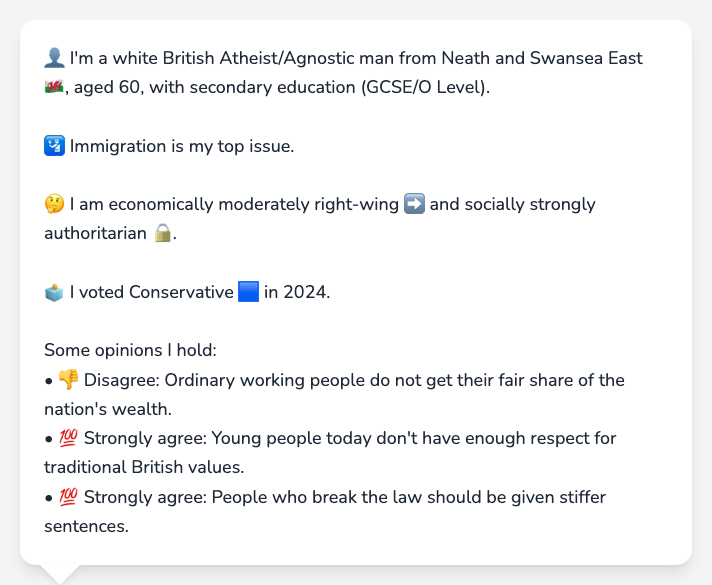 👤 I'm a white British Atheist/Agnostic man from Neath and Swansea East
🏴󠁧󠁢󠁷󠁬󠁳󠁿, aged 60, with secondary education (GCSE/O Level).
🛂 Immigration is my top issue.
🤔 I am economically moderately right-wing ➡️ and socially strongly
authoritarian 🔒.
🗳️ I voted Conservative 🟦 in 2024.
Some opinions I hold:
• 👎 Disagree: Ordinary working people do not get their fair share of the
nation's wealth.
• 💯 Strongly agree: Young people today don't have enough respect for
traditional British values.
• 💯 Strongly agree: People who break the law should be given stiffer
sentences.